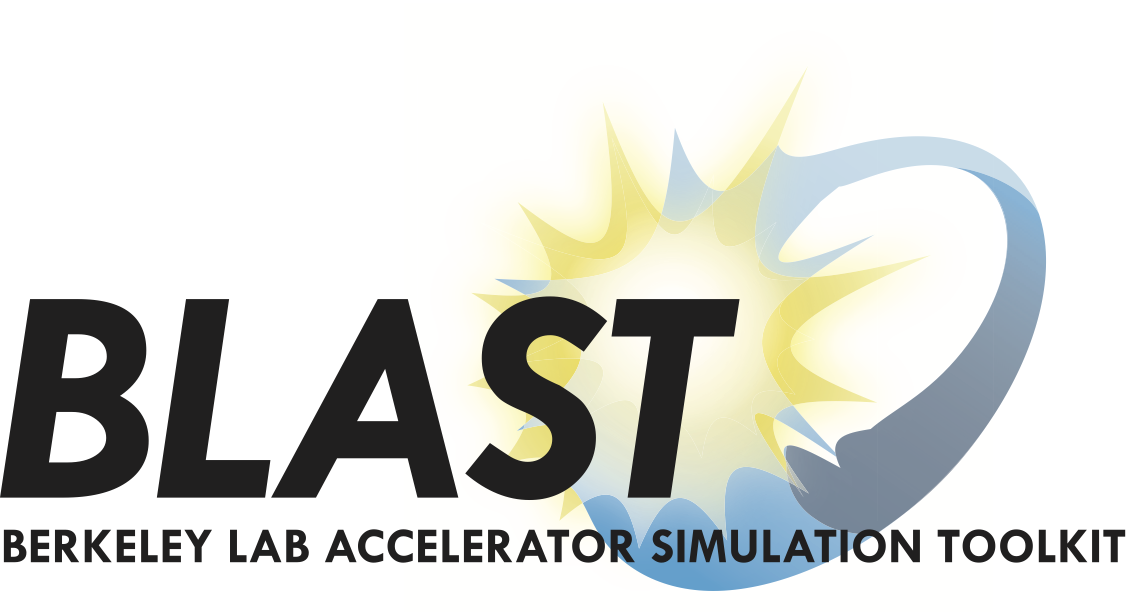 BLAST
BERKELEY LAB ACCELERATOR SIMULATION TOOLKIT